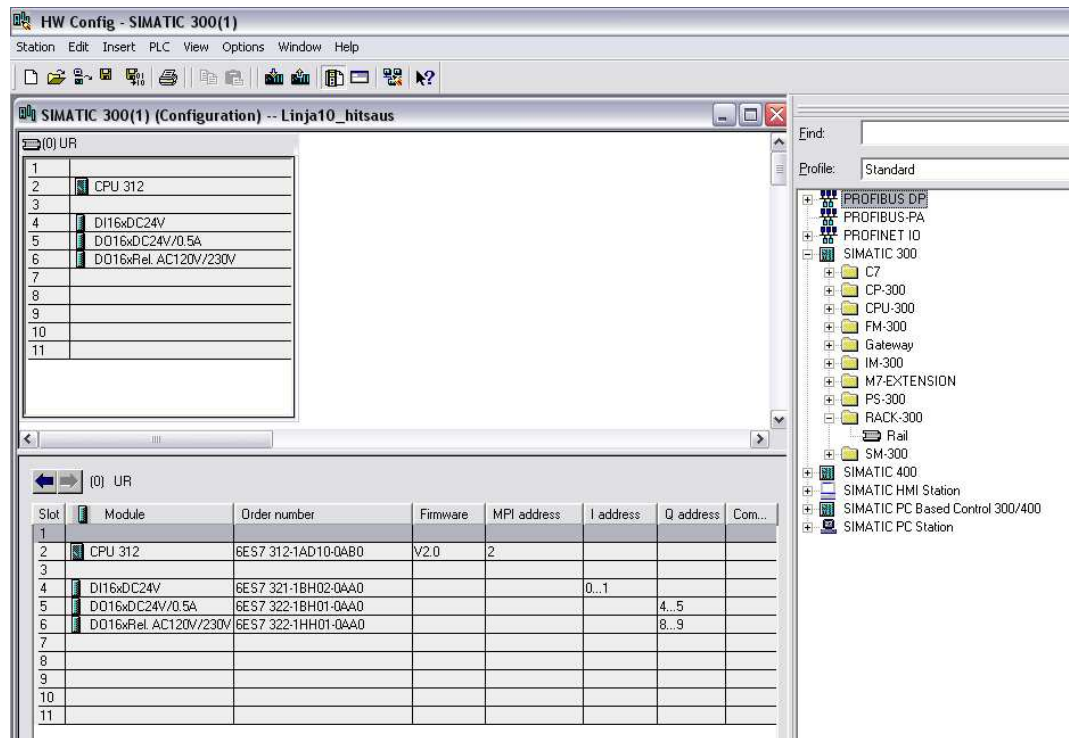 HW Config - SIMATIC 300(1)
Station Edit Insert PLC View Options Window Help
SIMATIC 300(1) (Configuration) -- Linja10_hitsaus
(0) UR
1
2 CPU 312
3
4 DI16xDC24V
5 DO16xDC24V/0.5A
6 DO16xRel. AC120V/230V
7
8
9
10
11
(0) UR
Slot Module Order number Firmware MPI address I address Q address Com...
1
2 CPU 312 6ES7 312-1AD10-0AB0 V2.0 2
3
4 DI16xDC24V 6ES7 321-1BH02-0AA0 0...1
5 DO16xDC24V/0.5A 6ES7 322-1BH01-0AA0 4...5
6 DO16xRel. AC120V/230V 6ES7 322-1HH01-0AA0 8...9
7
8
9
10
11
Find:
Profile: Standard
PROFIBUS DP
PROFIBUS-PA
PROFINET IO
SIMATIC 300
C7
CP-300
CPU-300
FM-300
Gateway
IM-300
M7-EXTENSION
PS-300
RACK-300
Rail
SM-300
SIMATIC 400
SIMATIC HMI Station
SIMATIC PC Based Control 300/400
SIMATIC PC Station